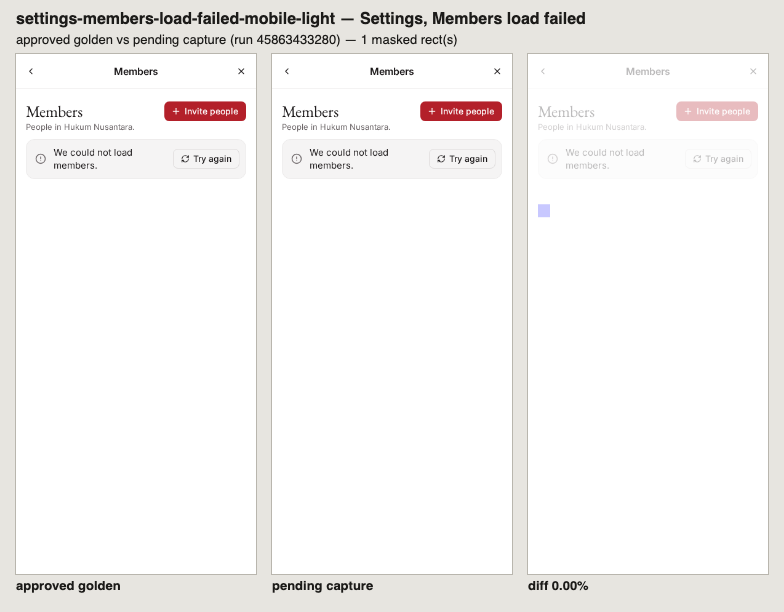 settings-members-load-failed-mobile-light — Settings, Members load failed
approved golden vs pending capture (run 45863433280) — 1 masked rect(s)
Members
Members
Invite people
People in Hukum Nusantara.
We could not load
members.
Try again
approved golden
Members
Members
Invite people
People in Hukum Nusantara.
We could not load
members.
Try again
pending capture
Members
Members
Invite people
People in Hukum Nusantara.
We could not load
members.
Try again
diff 0.00%